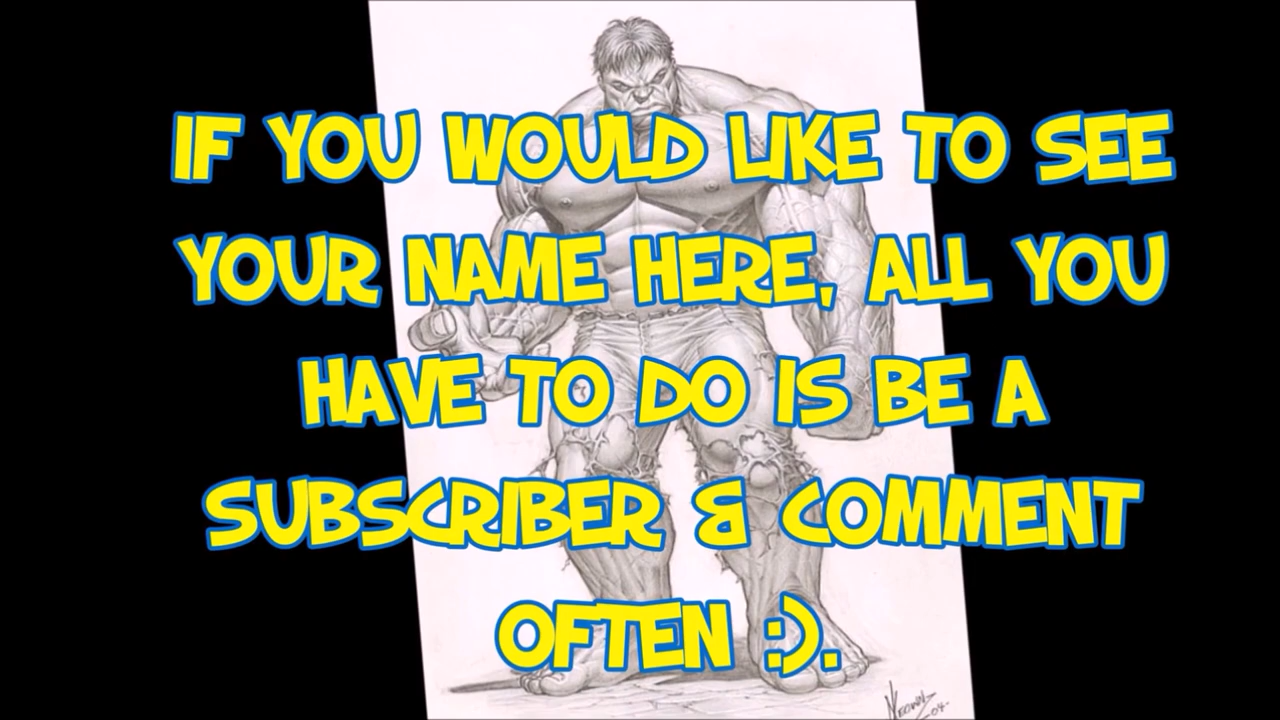 IF YOU WOULD LIKE TO SEE
YOUR NAME HERE, ALL YOU
HAVE TO DO IS BE A
SUBSCRIBER & COMMENT
OFTEN :).